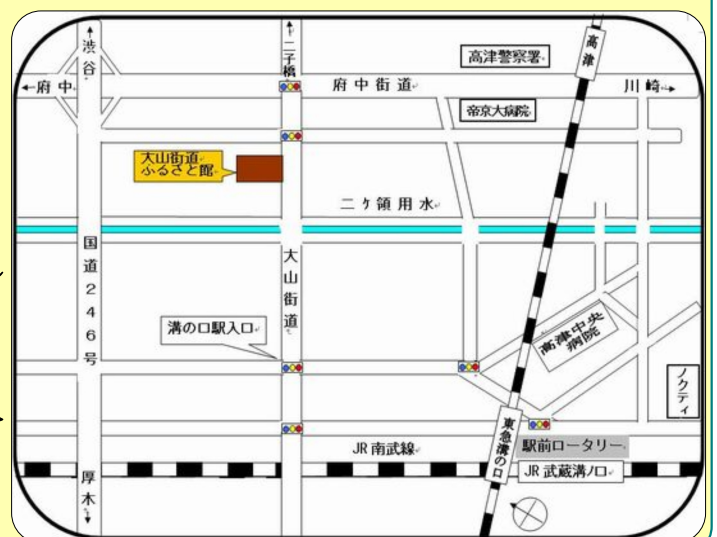 ↑渋谷
↑二子橋
高津
高津警察署
←府中
府中街道
川崎→
帝京大病院
大山街道
ふるさと館
二ケ領用水
国道246号
大山街道
溝の口駅入口
高津中央
病院
ノクティ
東急溝の口
駅前ロータリー
JR南武線
JR武蔵溝ノ口
厚木↓